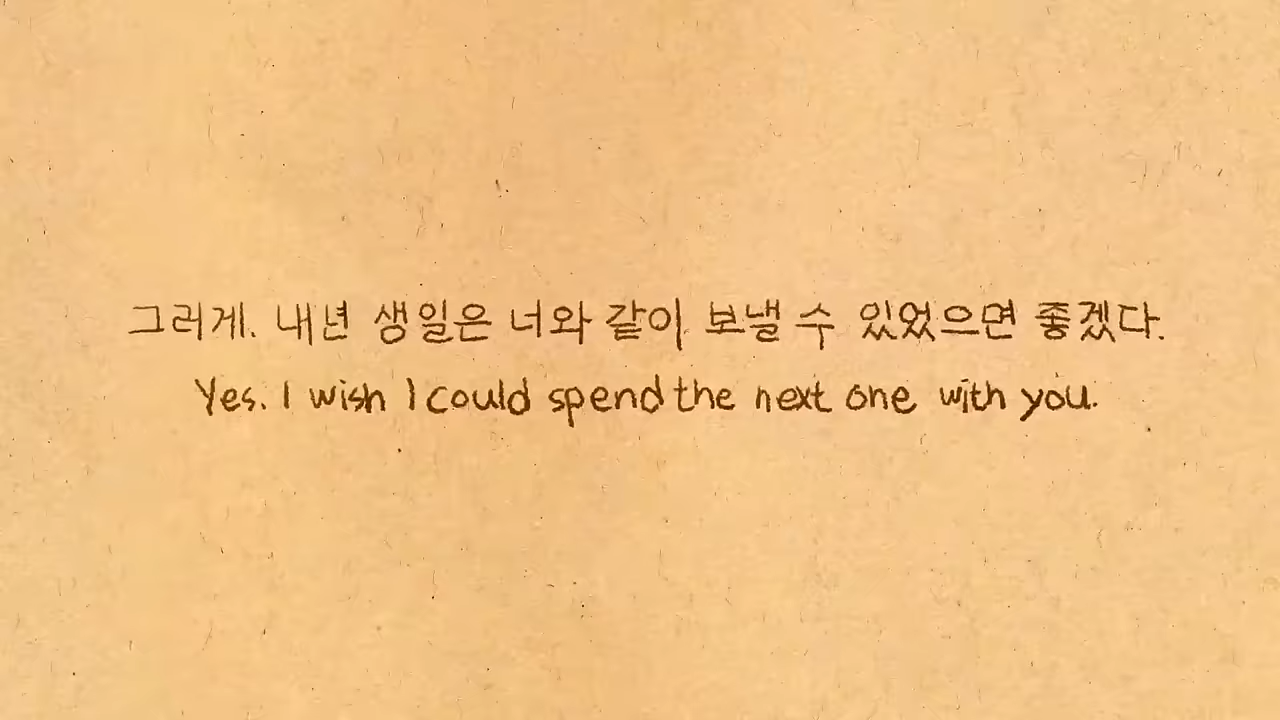 그러게. 내년 생일은 너와 같이 보낼 수 있었으면 좋겠다.
Yes. I wish I could spend the next one with you.